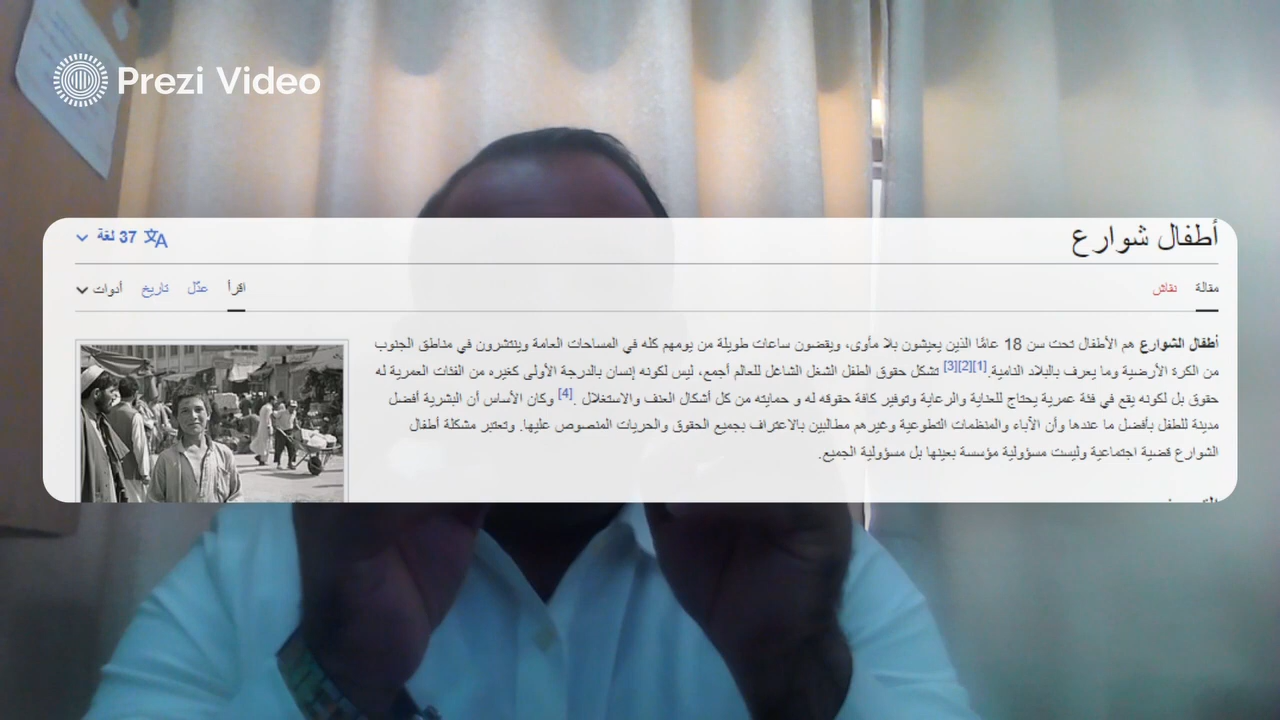 Prezi Video
أطفال شوارع
37 لغة
مقالة نقاش
اقرأ عدّل تاريخ أدوات
أطفال الشوارع هم الأطفال تحت سن 18 عامًا الذين يعيشون بلا مأوى، ويقضون ساعات طويلة من يومهم كله في المساحات العامة وينتشرون في مناطق الجنوب
من الكرة الأرضية وما يعرف بالبلاد النامية.[1][2][3] تشكل حقوق الطفل الشغل الشاغل للعالم أجمع، ليس لكونه إنسان بالدرجة الأولى كغيره من الفئات العمرية له
حقوق بل لكونه يقع في فئة عمرية يحتاج للعناية والرعاية وتوفير كافة حقوقه له و حمايته من كل أشكال العنف والاستغلال .[4] وكان الأساس أن البشرية أفضل
مدينة للطفل بأفضل ما عندها وأن الآباء والمنظمات التطوعية وغيرهم مطالبين بالاعتراف بجميع الحقوق والحريات المنصوص عليها. وتعتبر مشكلة أطفال
الشوارع قضية اجتماعية وليست مسؤولية مؤسسة بعينها بل مسؤولية الجميع.